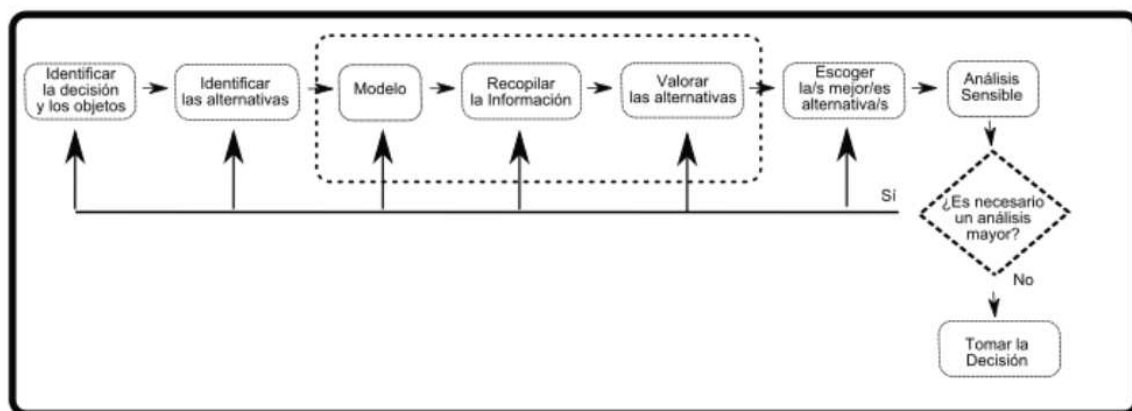 Identificar
la decisión
y los objetos
Identificar
las alternativas
Modelo
Recopilar
la Información
Valorar
las alternativas
Escoger
la/s mejor/es
alternativa/s
Análisis
Sensible
Sí
¿Es necesario
un análisis
mayor?
No
Tomar la
Decisión